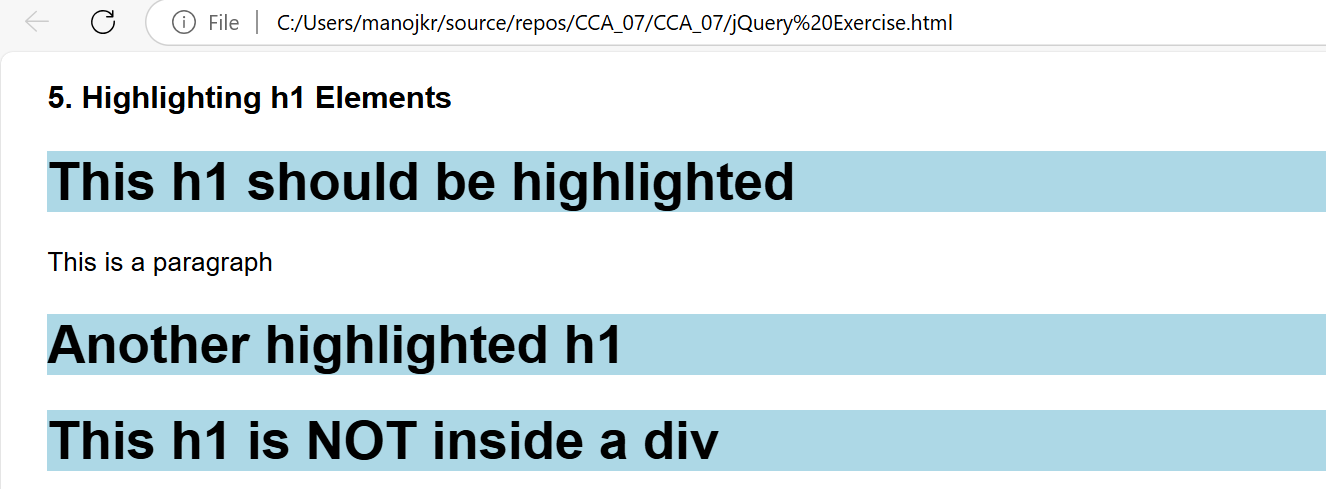 File | C:/Users/manojkr/source/repos/CCA_07/CCA_07/jQuery%20Exercise.html
5. Highlighting h1 Elements
This h1 should be highlighted
This is a paragraph
Another highlighted h1
This h1 is NOT inside a div